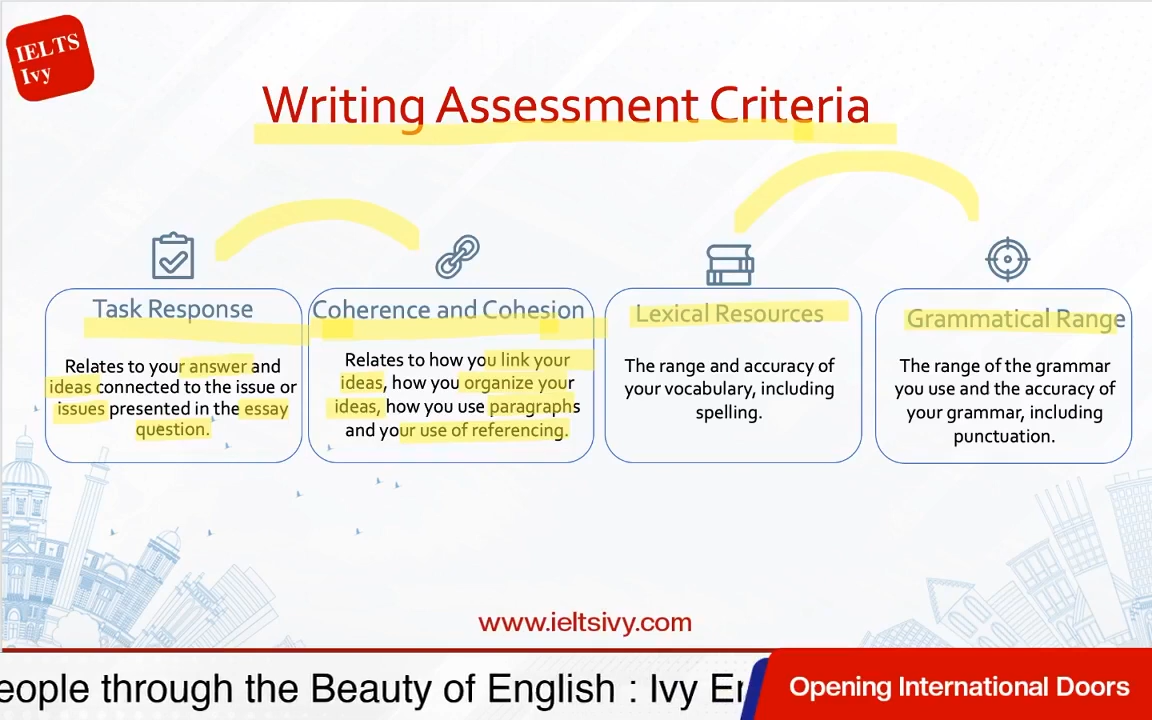 IELTS
Ivy
Writing Assessment Criteria
Task Response
Relates to your answer and
ideas connected to the issue or
issues presented in the essay
question.
Coherence and Cohesion
Relates to how you link your
ideas, how you organize your
ideas, how you use paragraphs
and your use of referencing.
Lexical Resources
The range and accuracy of
your vocabulary, including
spelling.
Grammatical Range
The range of the grammar
you use and the accuracy of
your grammar, including
punctuation.
www.ieltsivy.com
eople through the Beauty of English : Ivy
Opening International Doors